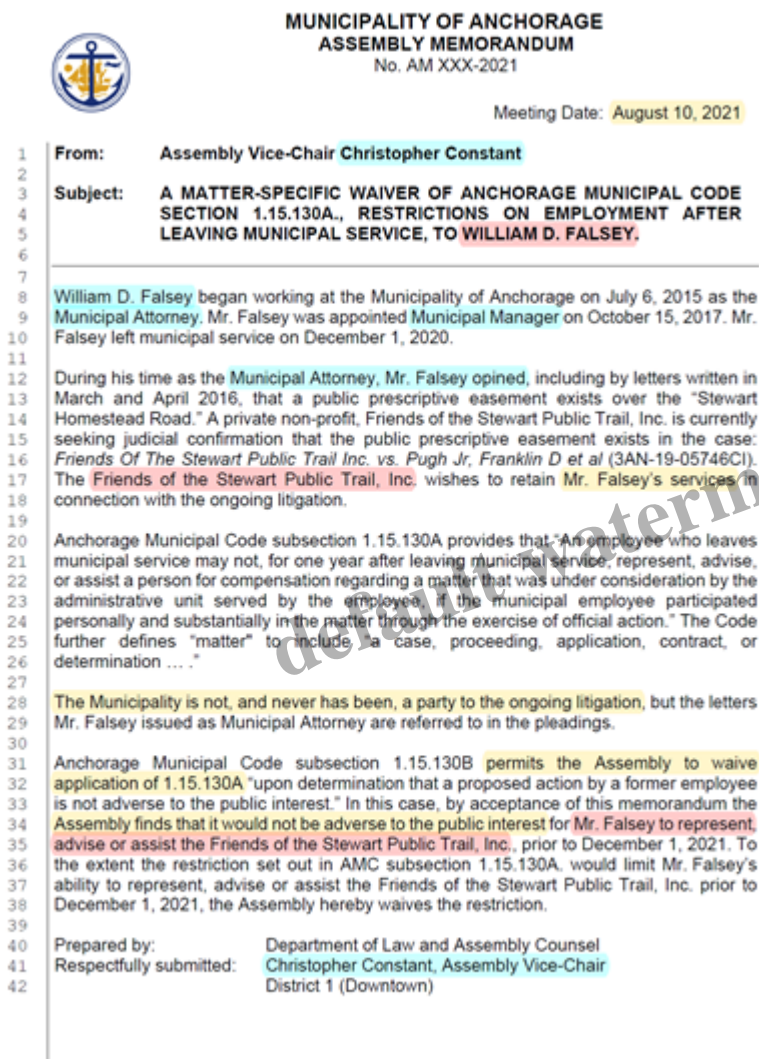 MUNICIPALITY OF ANCHORAGE
ASSEMBLY MEMORANDUM
No. AM XXX-2021
Meeting Date: August 10, 2021
1 From: Assembly Vice-Chair Christopher Constant
2
3 Subject: A MATTER-SPECIFIC WAIVER OF ANCHORAGE MUNICIPAL CODE
4 SECTION 1.15.130A., RESTRICTIONS ON EMPLOYMENT AFTER
5 LEAVING MUNICIPAL SERVICE, TO WILLIAM D. FALSEY.
6
7
8 William D. Falsey began working at the Municipality of Anchorage on July 6, 2015 as the
9 Municipal Attorney. Mr. Falsey was appointed Municipal Manager on October 15, 2017. Mr.
10 Falsey left municipal service on December 1, 2020.
11
12 During his time as the Municipal Attorney, Mr. Falsey opined, including by letters written in
13 March and April 2016, that a public prescriptive easement exists over the “Stewart
14 Homestead Road.” A private non-profit, Friends of the Stewart Public Trail, Inc. is currently
15 seeking judicial confirmation that the public prescriptive easement exists in the case:
16 Friends Of The Stewart Public Trail Inc. vs. Pugh Jr, Franklin D et al (3AN-19-05746CI).
17 The Friends of the Stewart Public Trail, Inc. wishes to retain Mr. Falsey’s services in
18 connection with the ongoing litigation.
19
20 Anchorage Municipal Code subsection 1.15.130A provides that “An employee who leaves
21 municipal service may not, for one year after leaving municipal service, represent, advise,
22 or assist a person for compensation regarding a matter that was under consideration by the
23 administrative unit served by the employee, if the municipal employee participated
24 personally and substantially in the matter through the exercise of official action.” The Code
25 further defines “matter” to include, a case, proceeding, application, contract, or
26 determination … .”
27
28 The Municipality is not, and never has been, a party to the ongoing litigation, but the letters
29 Mr. Falsey issued as Municipal Attorney are referred to in the pleadings.
30
31 Anchorage Municipal Code subsection 1.15.130B permits the Assembly to waive
32 application of 1.15.130A “upon determination that a proposed action by a former employee
33 is not adverse to the public interest.” In this case, by acceptance of this memorandum the
34 Assembly finds that it would not be adverse to the public interest for Mr. Falsey to represent,
35 advise or assist the Friends of the Stewart Public Trail, Inc., prior to December 1, 2021. To
36 the extent the restriction set out in AMC subsection 1.15.130A. would limit Mr. Falsey’s
37 ability to represent, advise or assist the Friends of the Stewart Public Trail, Inc. prior to
38 December 1, 2021, the Assembly hereby waives the restriction.
39
40 Prepared by: Department of Law and Assembly Counsel
41 Respectfully submitted: Christopher Constant, Assembly Vice-Chair
42 District 1 (Downtown)
default waterm